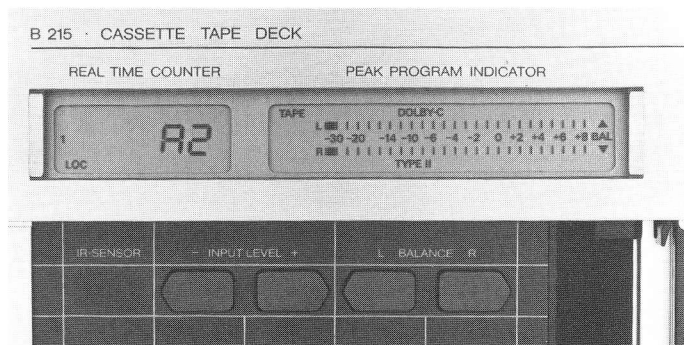 B 215 · CASSETTE TAPE DECK
REAL TIME COUNTER PEAK PROGRAM INDICATOR
TAPE DOLBY-C
A2 L
1 -30 -20 -14 -10 -6 -4 -2 0 +2 +4 +6 +8 BAL
LOC R
TYPE II
IR-SENSOR - INPUT LEVEL + L BALANCE R